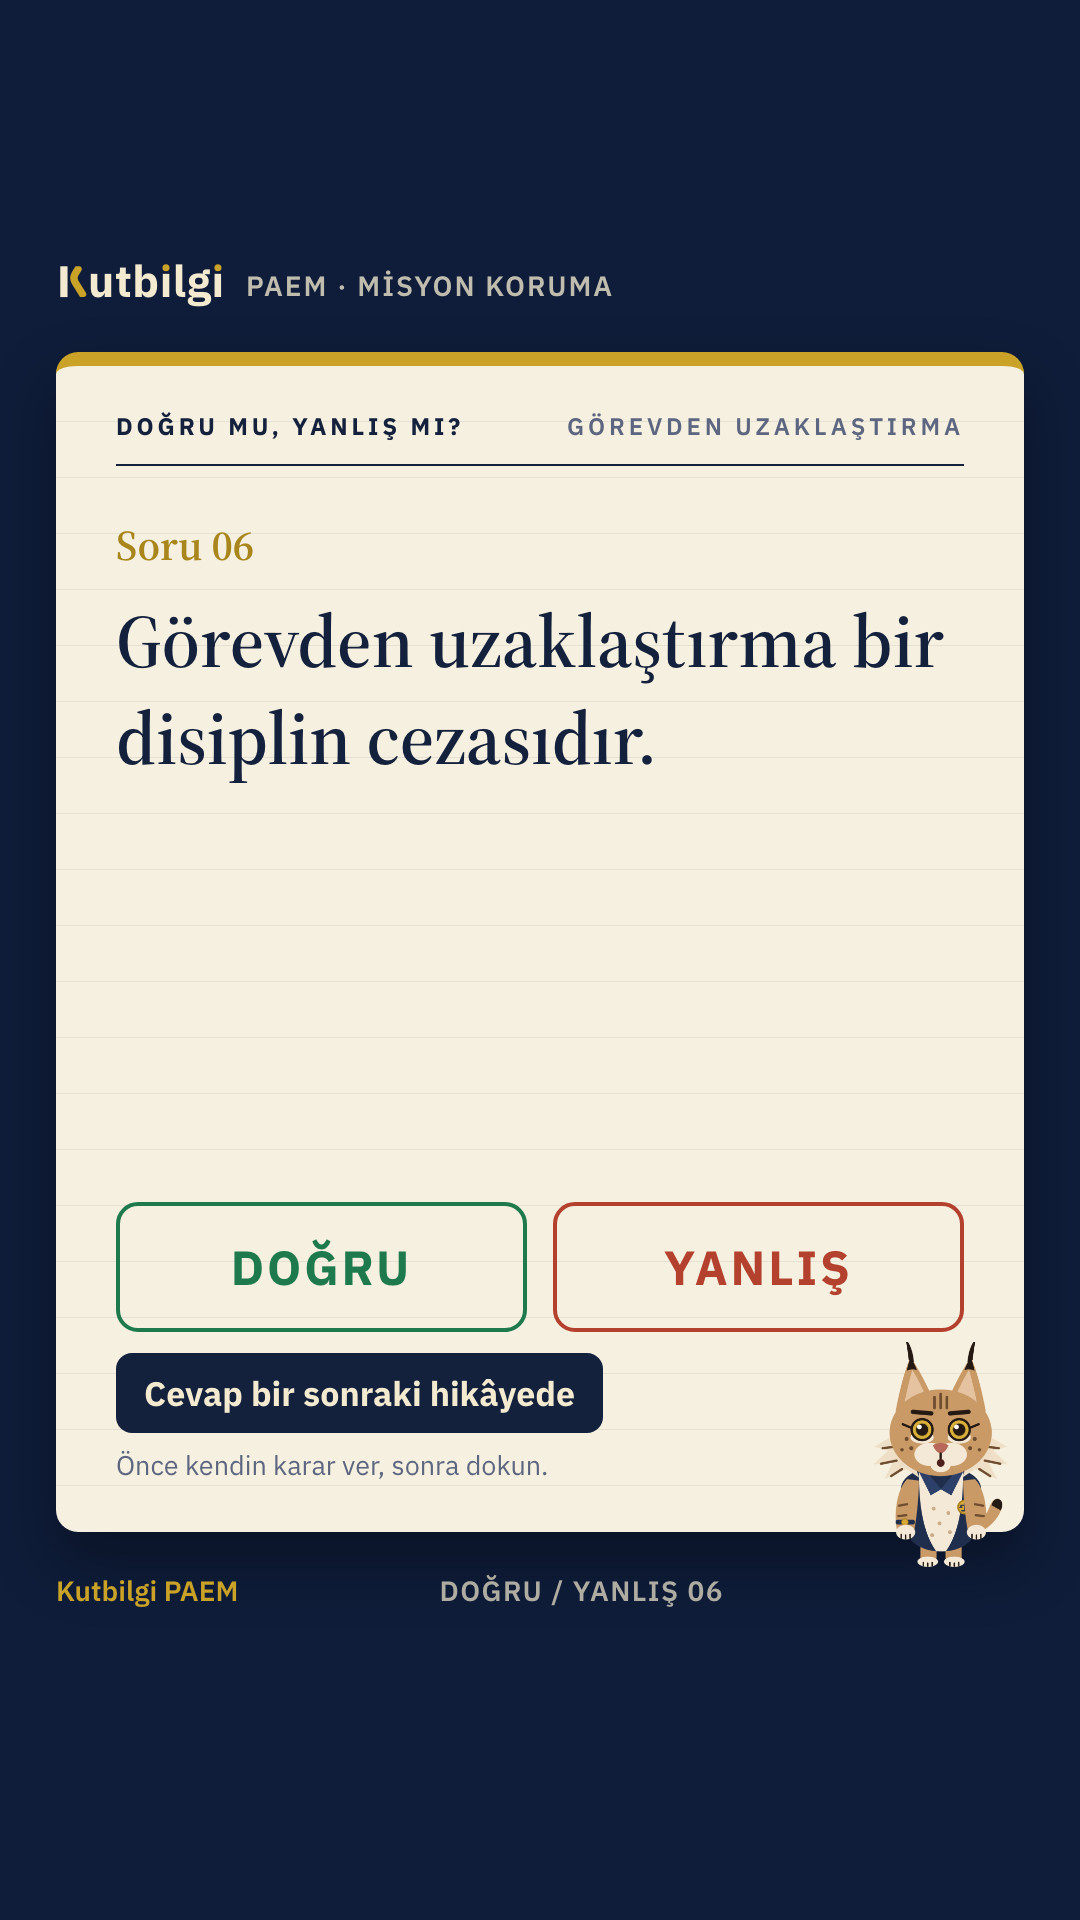 Kutbilgi PAEM · MİSYON KORUMA
DOĞRU MU, YANLIŞ MI? GÖREVDEN UZAKLAŞTIRMA
Soru 06
Görevden uzaklaştırma bir
disiplin cezasıdır.
DOĞRU YANLIŞ
Cevap bir sonraki hikâyede
Önce kendin karar ver, sonra dokun.
Kutbilgi PAEM DOĞRU / YANLIŞ 06